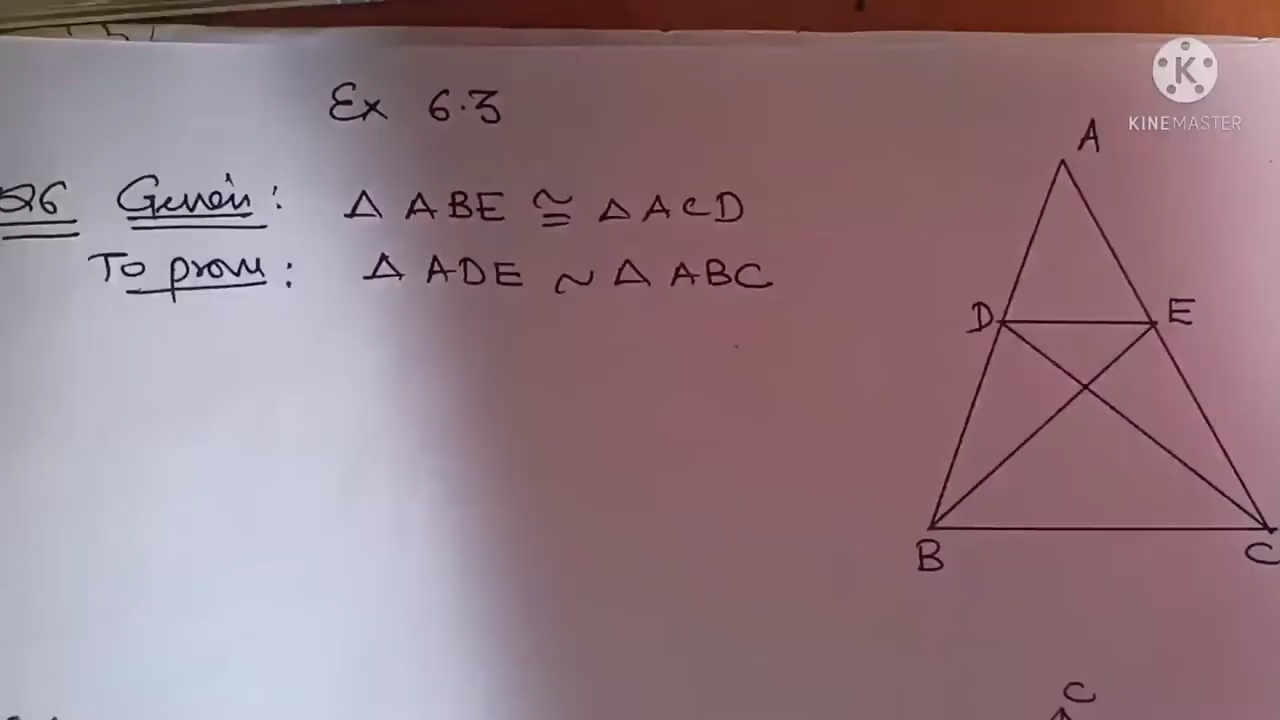 Ex 6.3
Q6 Given: △ ABE ≅ △ ACD
To prove: △ ADE ~ △ ABC
A
D
E
B
C
C
K
KINEMASTER